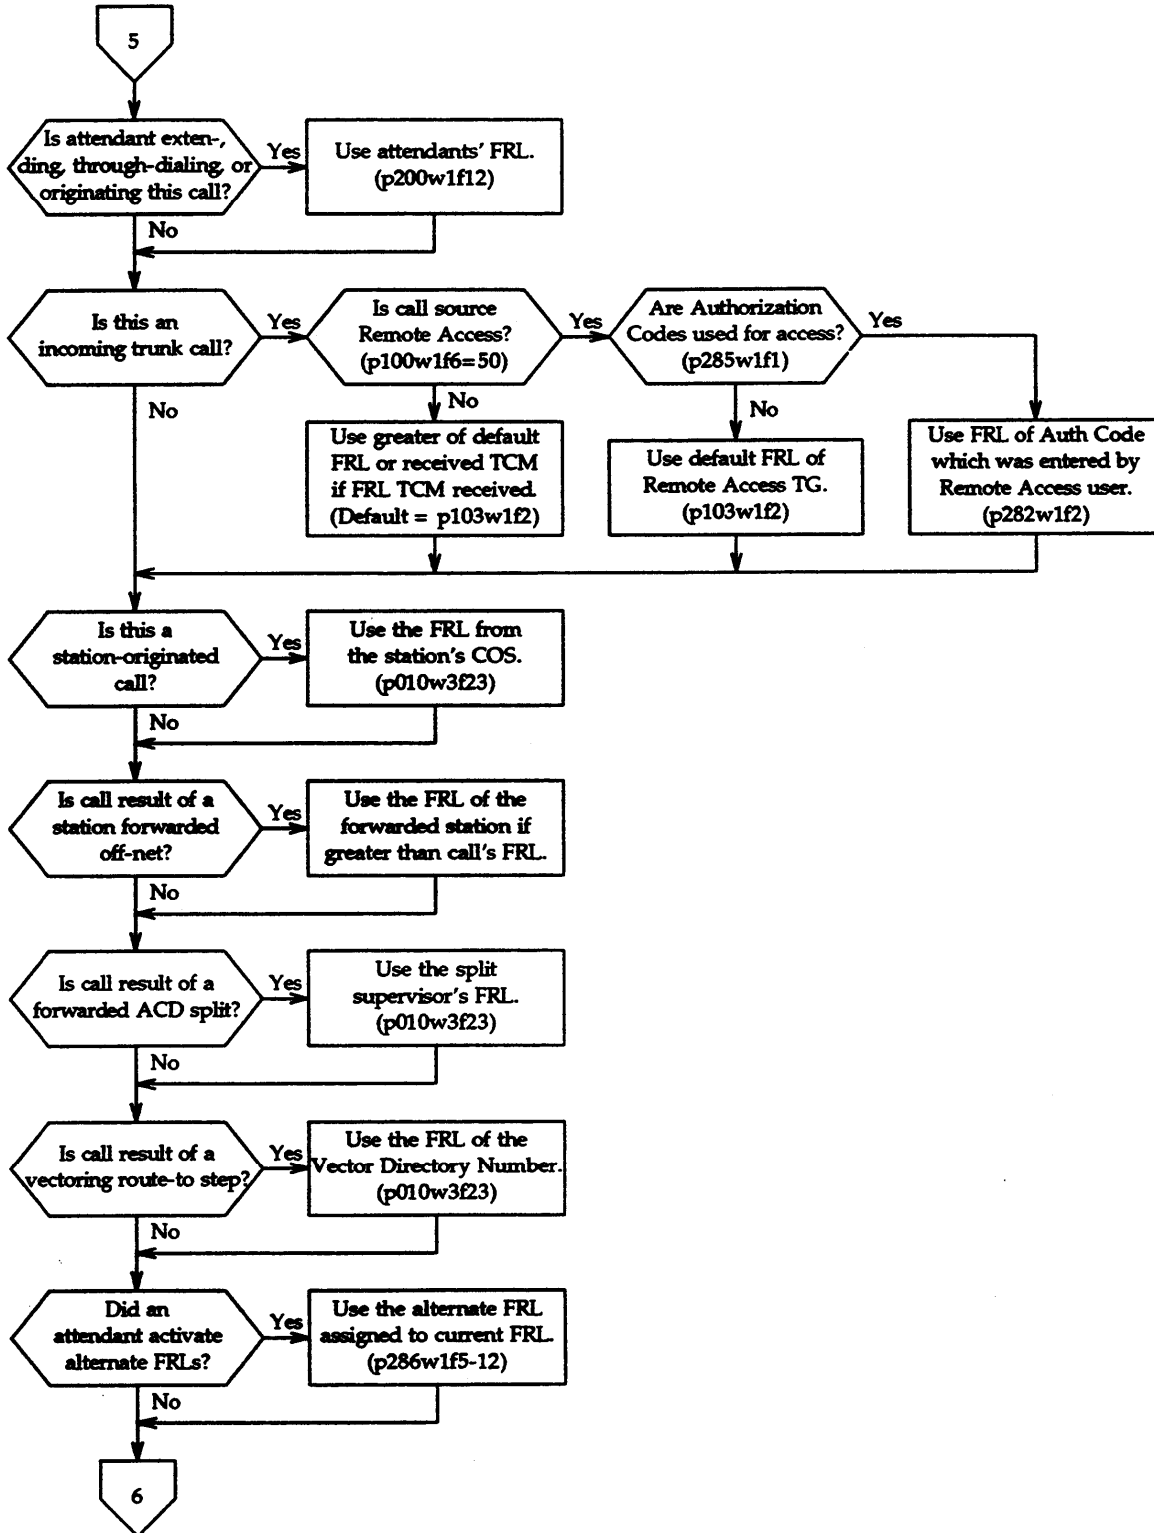 5
Is attendant exten-,
ding, through-dialing, or
originating this call?
Yes
Use attendants' FRL.
(p200w1f12)
No
Is this an
incoming trunk call?
Yes
Is call source
Remote Access?
(p100w1f6=50)
Yes
Are Authorization
Codes used for access?
(p285w1f1)
Yes
No
No
No
Use greater of default
FRL or received TCM
if FRL TCM received.
(Default = p103w1f2)
Use default FRL of
Remote Access TG.
(p103w1f2)
Use FRL of Auth Code
which was entered by
Remote Access user.
(p282w1f2)
Is this a
station-originated
call?
Yes
Use the FRL from
the station's COS.
(p010w3f23)
No
Is call result of a
station forwarded
off-net?
Yes
Use the FRL of the
forwarded station if
greater than call's FRL.
No
Is call result of a
forwarded ACD split?
Yes
Use the split
supervisor's FRL.
(p010w3f23)
No
Is call result of a
vectoring route-to step?
Yes
Use the FRL of the
Vector Directory Number.
(p010w3f23)
No
Did an
attendant activate
alternate FRLs?
Yes
Use the alternate FRL
assigned to current FRL.
(p286w1f5-12)
No
6